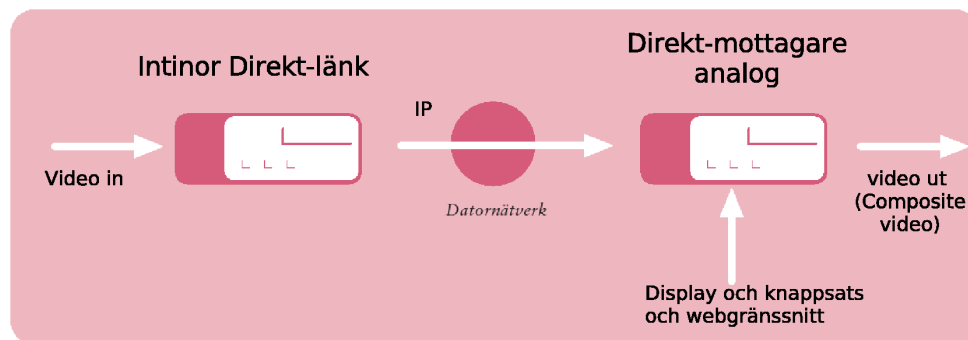 Intinor Direkt-länk
Direkt-mottagare
analog
IP
Video in
Datornätverk
video ut
(Composite
video)
Display och knappsats
och webgränssnitt